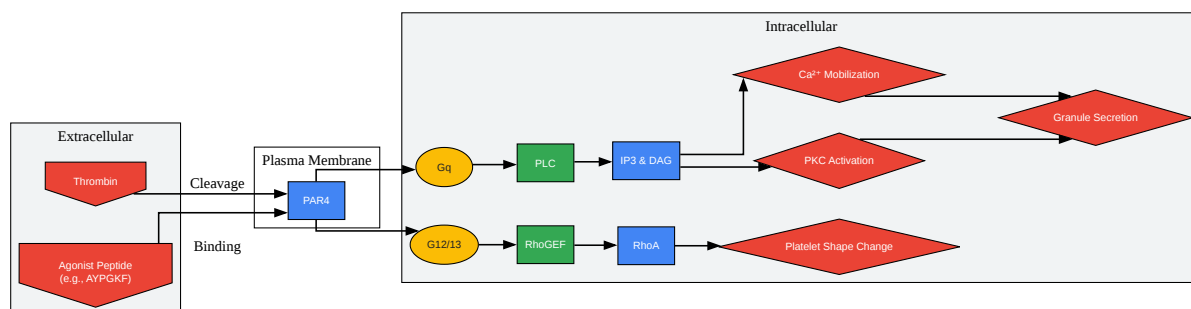 Intracellular
Ca²⁺ Mobilization
Granule Secretion
Extracellular
Plasma Membrane
Thrombin
Cleavage
PAR4
Gq
PLC
IP3 & DAG
PKC Activation
Binding
G12/13
RhoGEF
RhoA
Platelet Shape Change
Agonist Peptide
(e.g., AYPGKF)